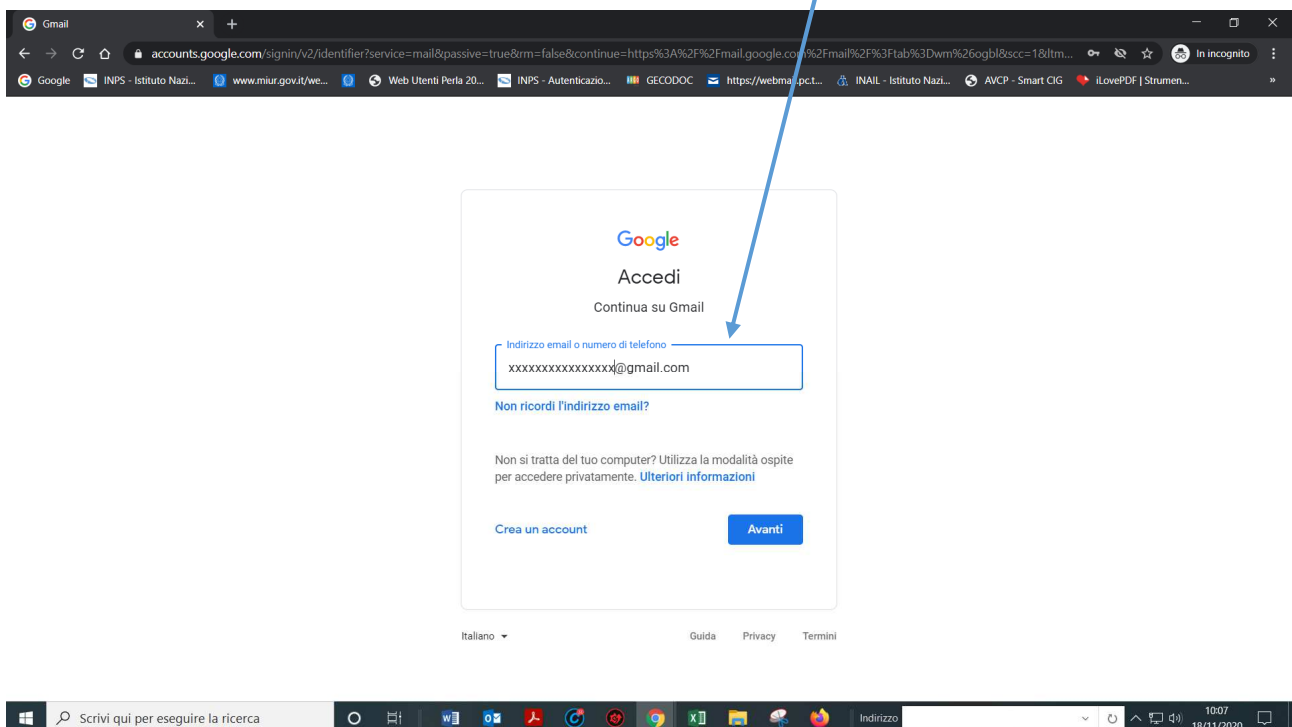 Gmail
accounts.google.com/signin/v2/identifier?service=mail&passive=true&rm=false&continue=https%3A%2F%2Fmail.google.com%2Fmail%2F%3Ftab%3Dwm%26ogbl&scc=1&ltm... In incognito
Google INPS - Istituto Nazi... www.miur.gov.it/we... Web Utenti Perla 20... INPS - Autenticazio... GECODOC https://webmail.pc.t... INAIL - Istituto Nazi... AVCP - Smart CIG iLovePDF | Strumen... »
Google
Accedi
Continua su Gmail
Indirizzo email o numero di telefono
xxxxxxxxxxxxxxxx@gmail.com
Non ricordi l'indirizzo email?
Non si tratta del tuo computer? Utilizza la modalità ospite
per accedere privatamente. Ulteriori informazioni
Crea un account Avanti
Italiano Guida Privacy Termini
Scrivi qui per eseguire la ricerca Indirizzo 10:07
18/11/2020